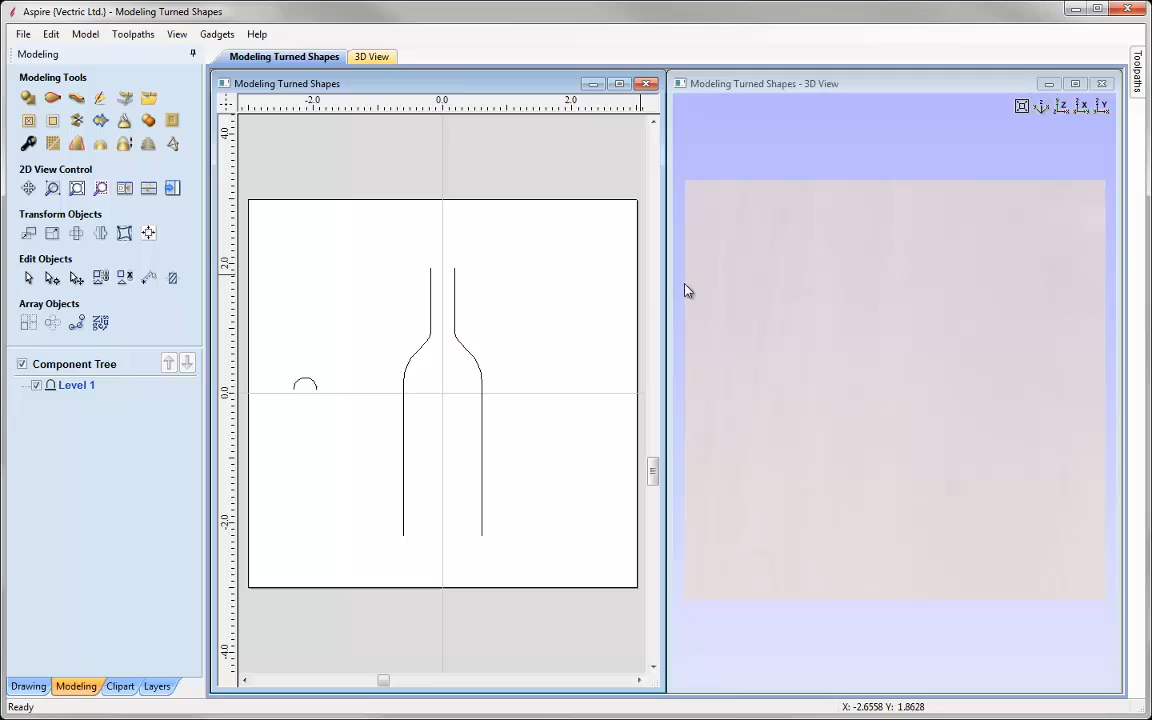 Aspire {Vectric Ltd.} - Modeling Turned Shapes
File Edit Model Toolpaths View Gadgets Help
Modeling
Modeling Turned Shapes
3D View
Toolpaths
Modeling Tools
2D View Control
Transform Objects
Edit Objects
Array Objects
Component Tree
Level 1
Drawing Modeling Clipart Layers
Modeling Turned Shapes
-2.0 0.0 2.0
4.0
2.0
0.0
-2.0
-4.0
Modeling Turned Shapes - 3D View
Z X Y
Ready
X: -2.6558 Y: 1.8628